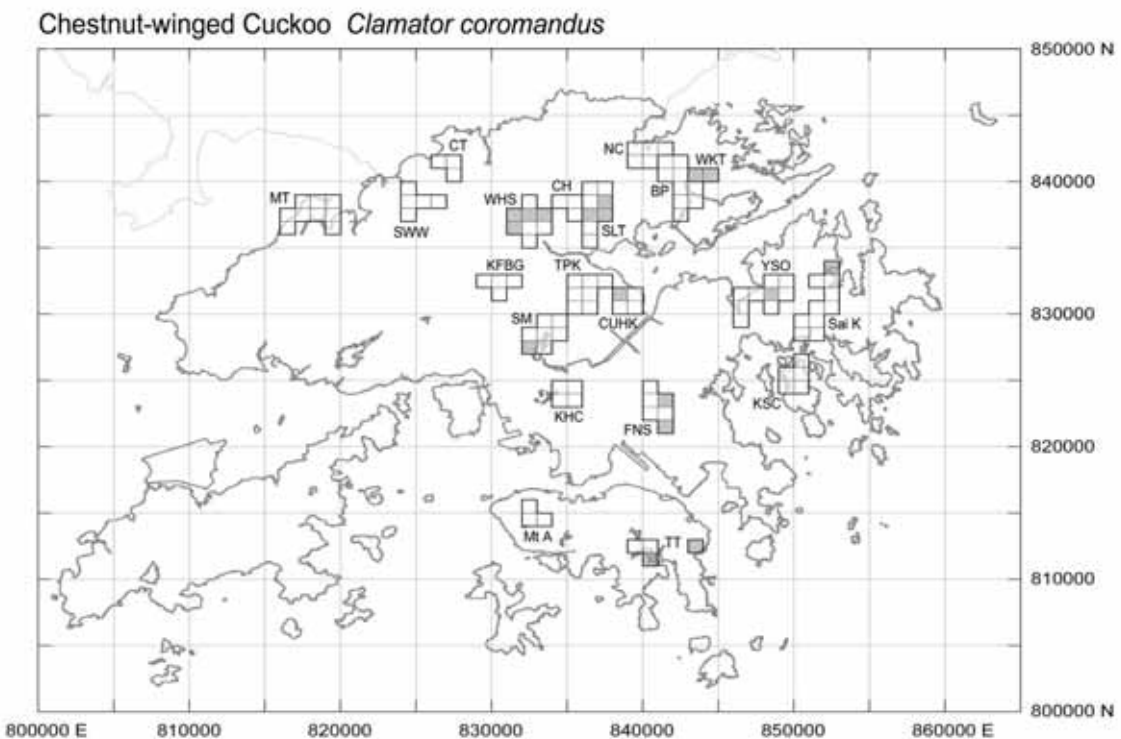 Chestnut-winged Cuckoo Clamator coromandus
850000 N
CT
NC
WKT
840000
MT
WHS
CH
BP
SWW
SLT
KFBG
TPK
YSO
830000
SM
CUHK
Sai K
KHC
KSC
FNS
820000
Mt A
TT
810000
800000 N
800000 E
810000
820000
830000
840000
850000
860000